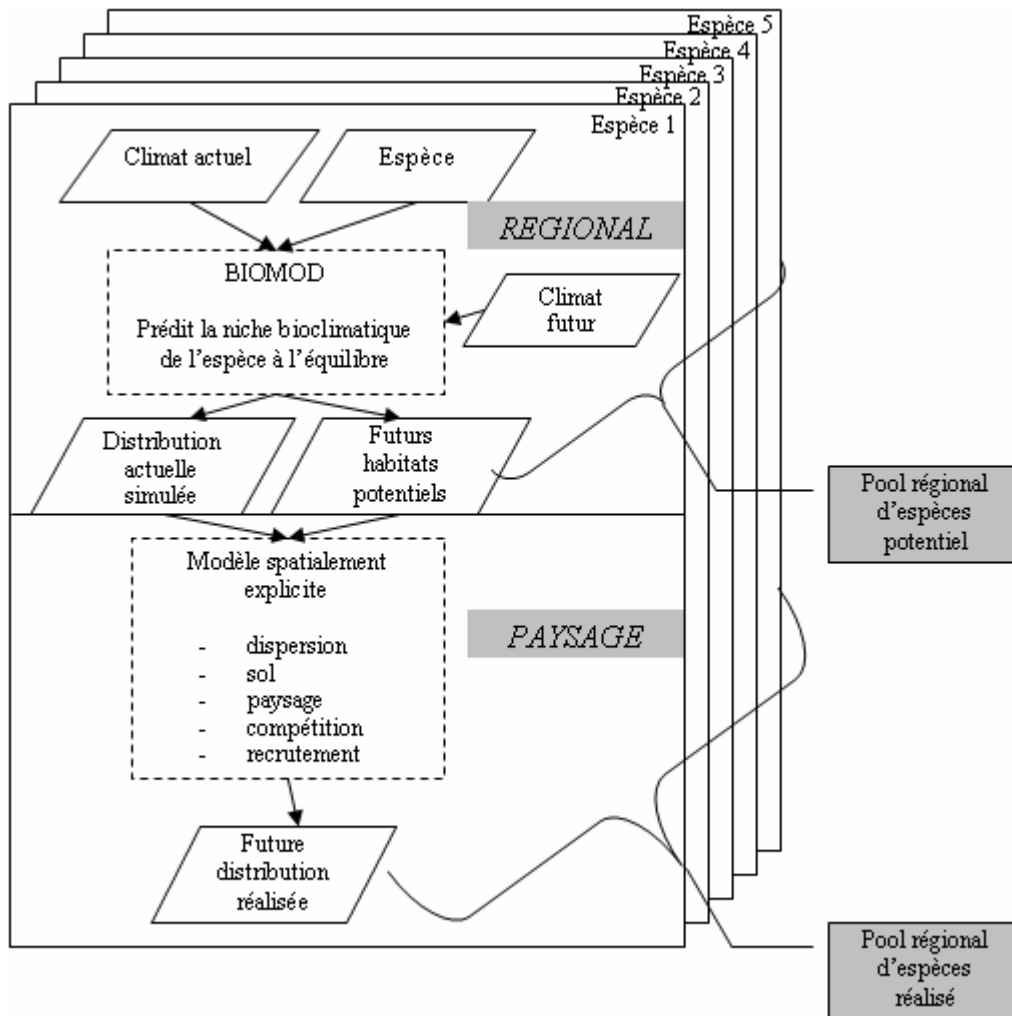 Espèce 5
Espèce 4
Espèce 3
Espèce 2
Espèce 1
Climat actuel
Espèce
REGIONAL
BIOMOD
Prédit la niche bioclimatique
de l'espèce à l'équilibre
Climat
futur
Distribution
actuelle
simulée
Futurs
habitats
potentiels
Pool régional
d'espèces
potentiel
Modèle spatialement
explicite
- dispersion
- sol
- paysage
- compétition
- recrutement
PAYSAGE
Future
distribution
réalisée
Pool régional
d'espèces
réalisé